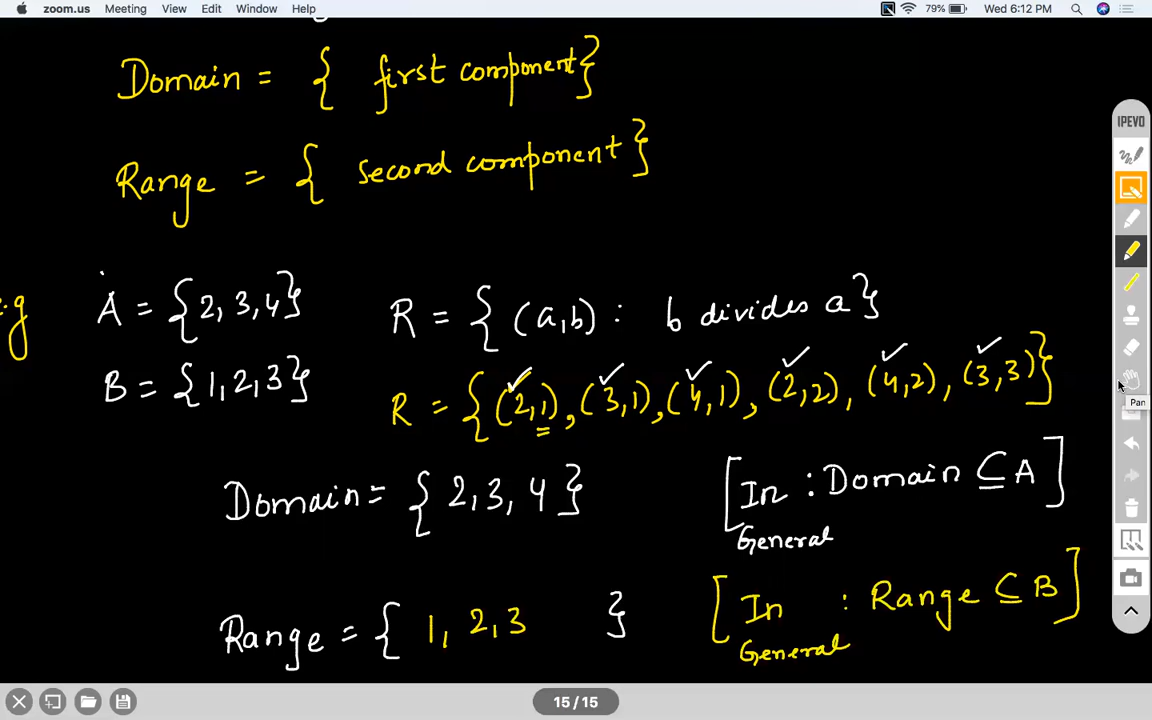 zoom.us Meeting View Edit Window Help 79% Wed 6:12 PM
Domain = { first component}
Range = { second component}
IPEVO
e.g A = {2, 3, 4} R = { (a,b) : b divides a }
B = {1, 2, 3} R = { (2,1), (3,1), (4,1), (2,2), (4,2), (3,3) }
Pan
Domain = { 2, 3, 4 } [In General : Domain ⊆ A ]
Range = { 1, 2, 3 } [In General : Range ⊆ B ]
15 / 15